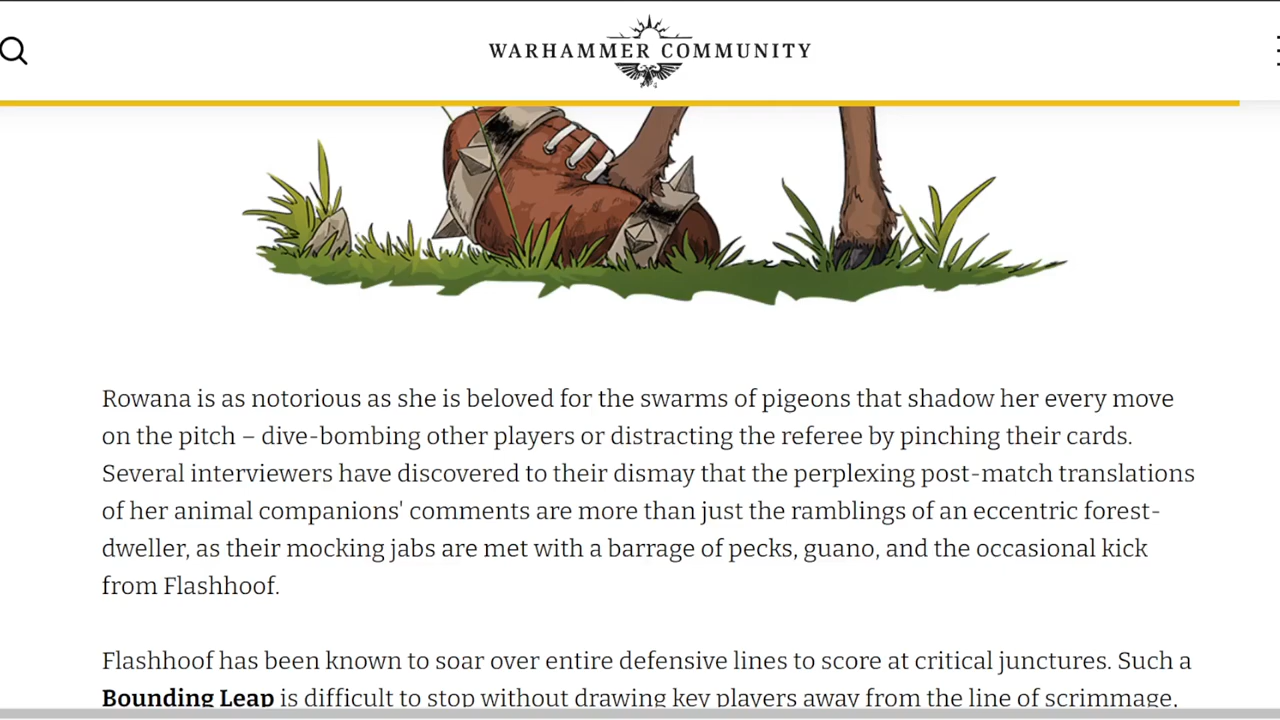 WARHAMMER COMMUNITY
Rowana is as notorious as she is beloved for the swarms of pigeons that shadow her every move
on the pitch – dive-bombing other players or distracting the referee by pinching their cards.
Several interviewers have discovered to their dismay that the perplexing post-match translations
of her animal companions' comments are more than just the ramblings of an eccentric forest-
dweller, as their mocking jabs are met with a barrage of pecks, guano, and the occasional kick
from Flashhoof.
Flashhoof has been known to soar over entire defensive lines to score at critical junctures. Such a
Bounding Leap is difficult to stop without drawing key players away from the line of scrimmage,